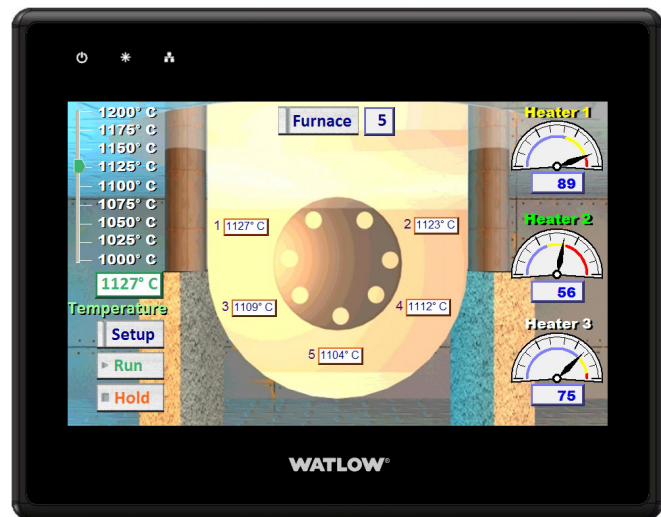 1200° C
1175° C
1150° C
1125° C
1100° C
1075° C
1050° C
1025° C
1000° C
1127° C
Temperature
Setup
Run
Hold
Furnace 5
1 1127° C
2 1123° C
3 1109° C
4 1112° C
5 1104° C
Heater 1
89
Heater 2
56
Heater 3
75
WATLOW®